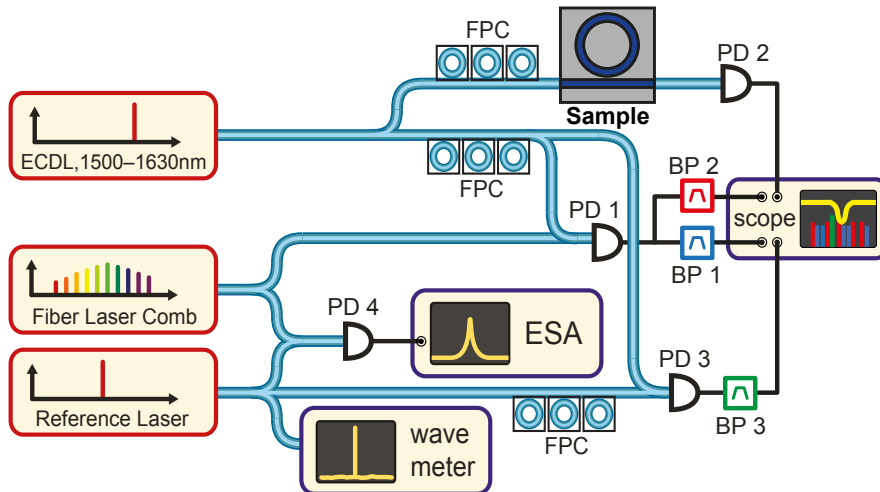 FPC
Sample
PD 2
ECDL,1500–1630nm
FPC
BP 2
PD 1
scope
BP 1
Fiber Laser Comb
PD 4
ESA
PD 3
Reference Laser
BP 3
wave
meter
FPC